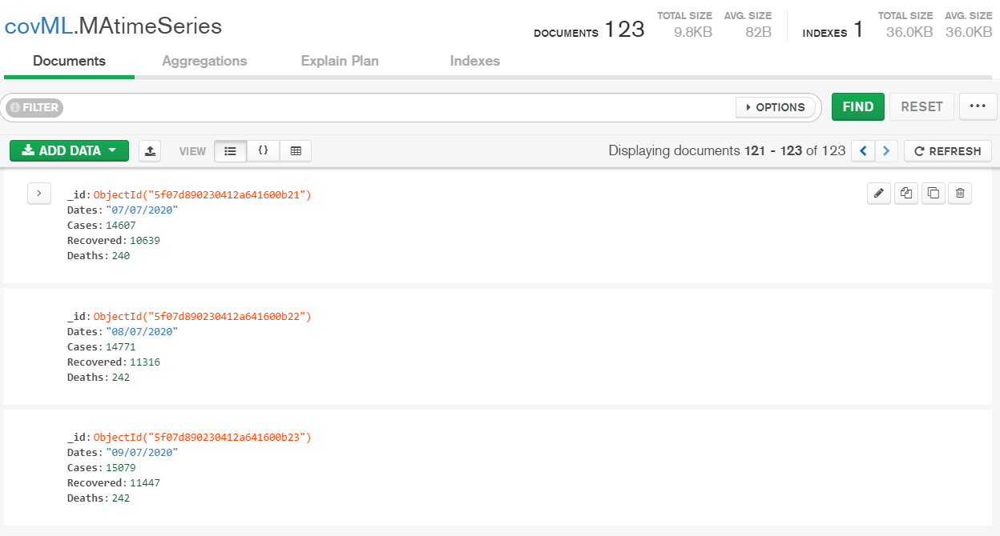 covML.MAtimeSeries
DOCUMENTS 123 TOTAL SIZE 9.8KB AVG. SIZE 82B INDEXES 1 TOTAL SIZE 36.0KB AVG. SIZE 36.0KB
Documents Aggregations Explain Plan Indexes
FILTER OPTIONS FIND RESET ...
ADD DATA VIEW {} Displaying documents 121 - 123 of 123 REFRESH
_id: ObjectId("5f07d890230412a641600b21")
Dates: "07/07/2020"
Cases: 14607
Recovered: 10639
Deaths: 240
_id: ObjectId("5f07d890230412a641600b22")
Dates: "08/07/2020"
Cases: 14771
Recovered: 11316
Deaths: 242
_id: ObjectId("5f07d890230412a641600b23")
Dates: "09/07/2020"
Cases: 15079
Recovered: 11447
Deaths: 242